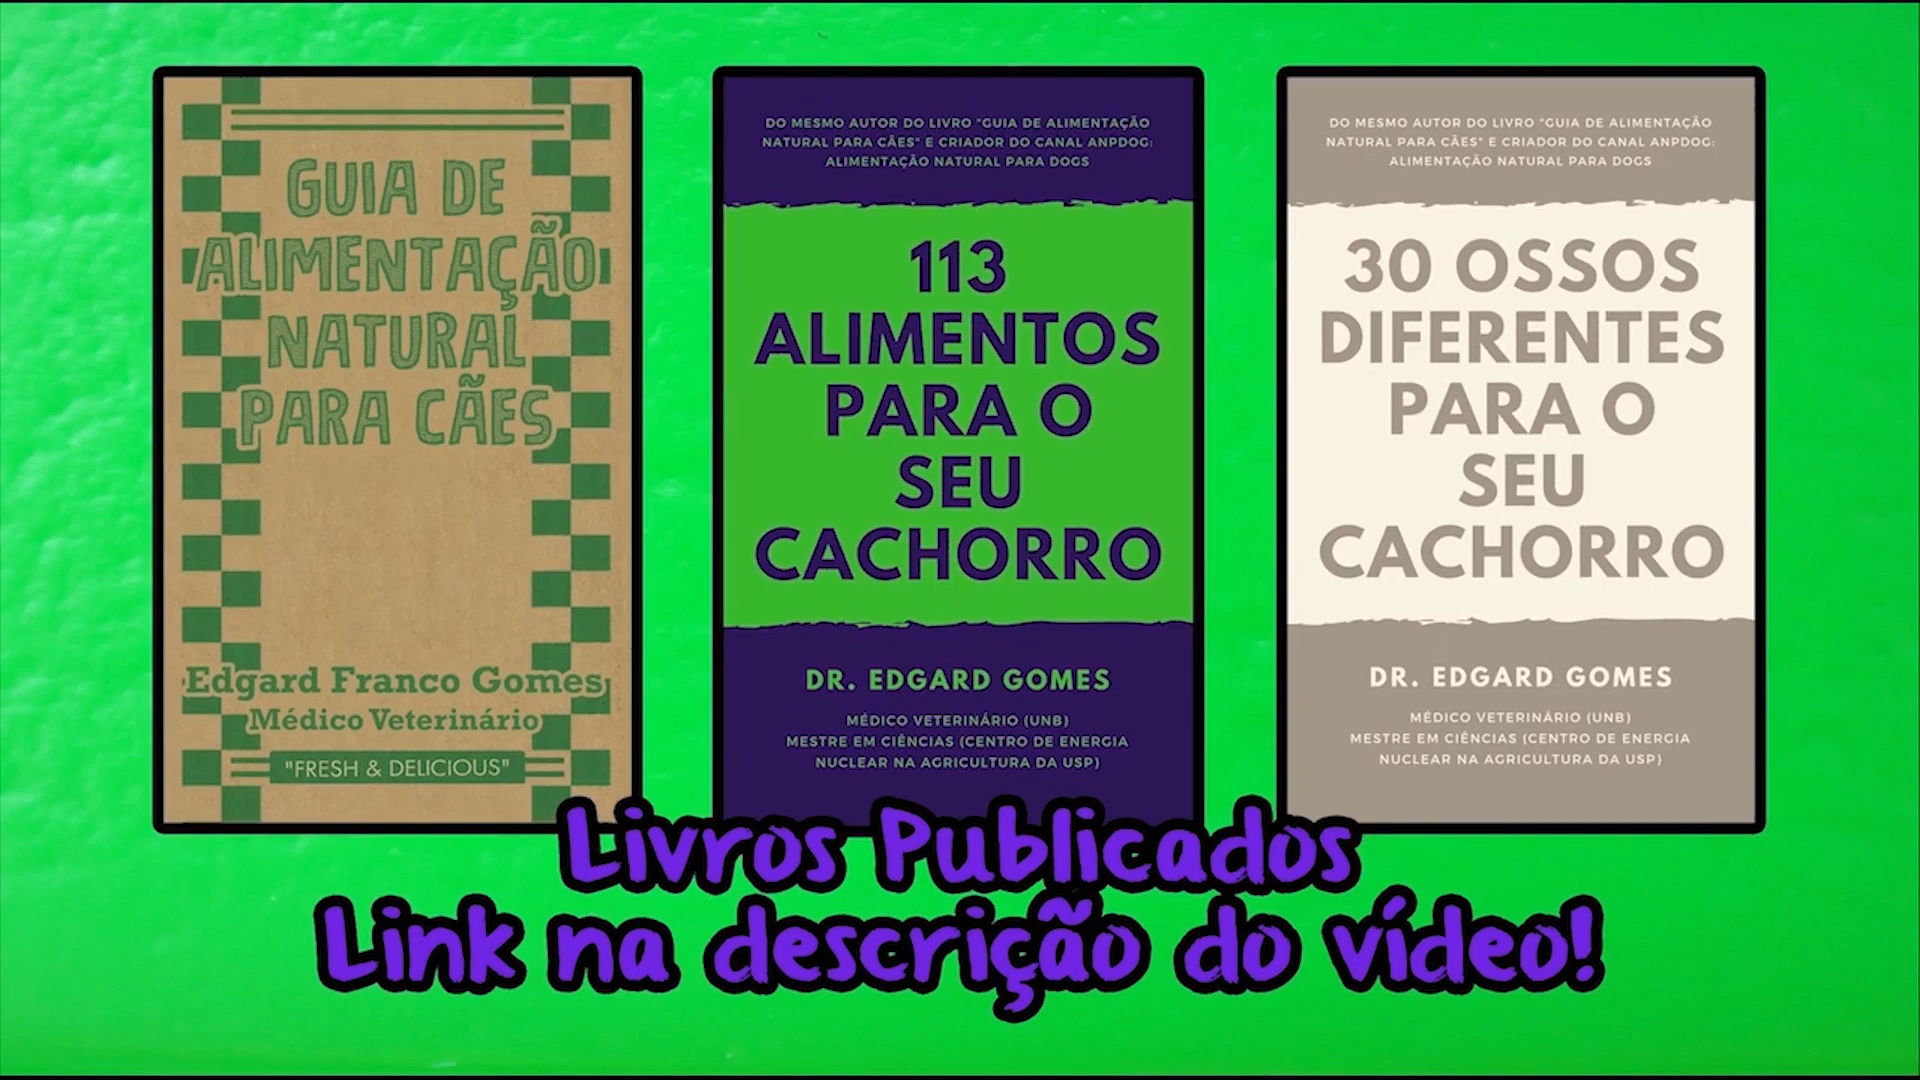 GUIA DE
ALIMENTAÇÃO
NATURAL
PARA CÃES
Edgard Franco Gomes
Médico Veterinário
"FRESH & DELICIOUS"
DO MESMO AUTOR DO LIVRO "GUIA DE ALIMENTAÇÃO
NATURAL PARA CÃES" E CRIADOR DO CANAL ANPDOG:
ALIMENTAÇÃO NATURAL PARA DOGS
113
ALIMENTOS
PARA O
SEU
CACHORRO
DR. EDGARD GOMES
MÉDICO VETERINÁRIO (UNB)
MESTRE EM CIÊNCIAS (CENTRO DE ENERGIA
NUCLEAR NA AGRICULTURA DA USP)
DO MESMO AUTOR DO LIVRO "GUIA DE ALIMENTAÇÃO
NATURAL PARA CÃES" E CRIADOR DO CANAL ANPDOG:
ALIMENTAÇÃO NATURAL PARA DOGS
30 OSSOS
DIFERENTES
PARA O
SEU
CACHORRO
DR. EDGARD GOMES
MÉDICO VETERINÁRIO (UNB)
MESTRE EM CIÊNCIAS (CENTRO DE ENERGIA
NUCLEAR NA AGRICULTURA DA USP)
Livros Publicados
Link na descrição do vídeo!